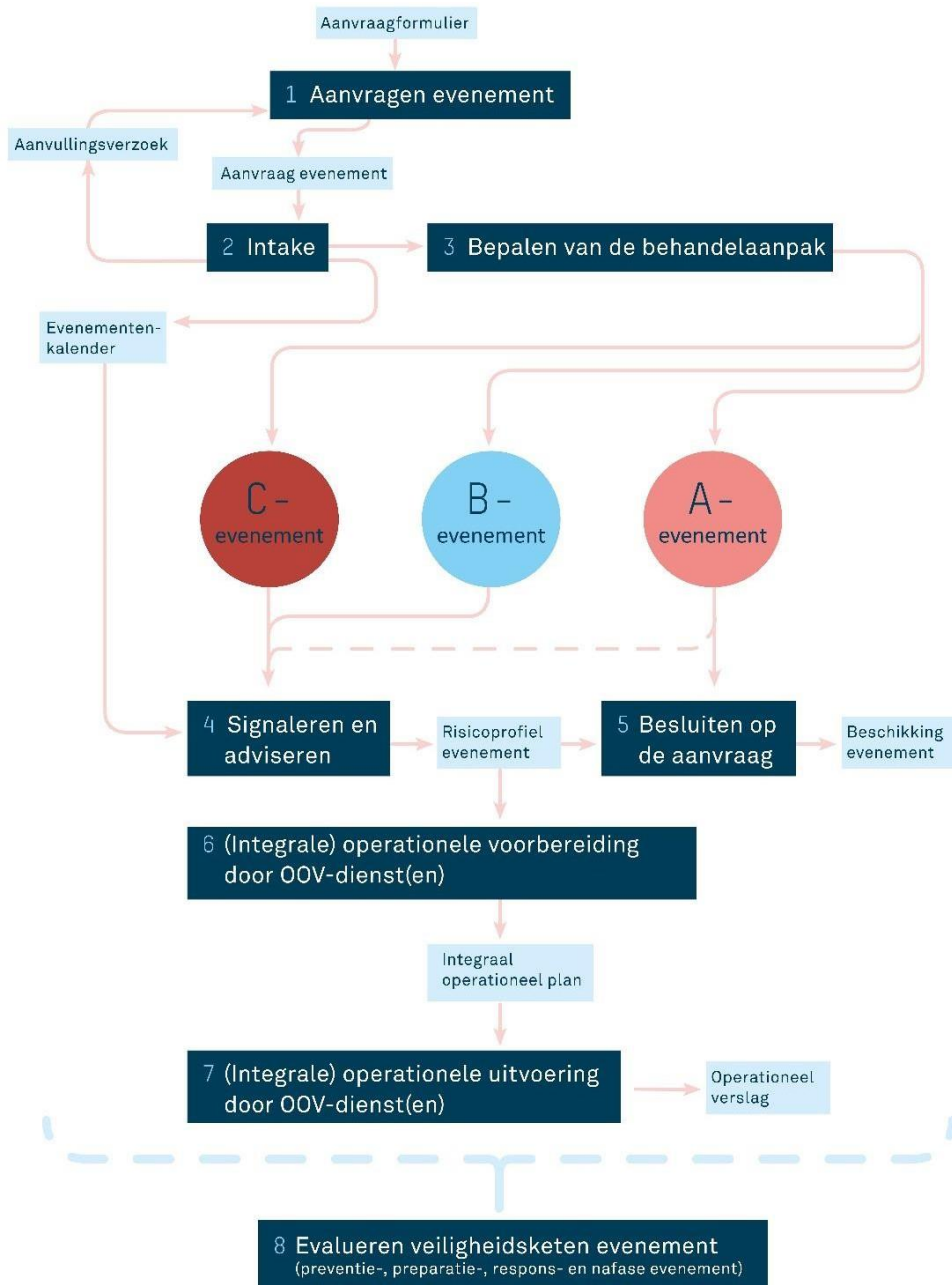 Aanvraagformulier
1 Aanvragen evenement
Aanvullingsverzoek
Aanvraag evenement
2 Intake
3 Bepalen van de behandelaanpak
Evenementen-
kalender
C-
evenement
B-
evenement
A-
evenement
4 Signaleren en
adviseren
Risicoprofiel
evenement
5 Besluiten op
de aanvraag
Beschikking
evenement
6 (Integrale) operationele voorbereiding
door OOV-dienst(en)
Integraal
operationeel plan
7 (Integrale) operationele uitvoering
door OOV-dienst(en)
Operationeel
verslag
8 Evalueren veiligheidsketen evenement
(preventie-, preparatie-, respons- en nafase evenement)